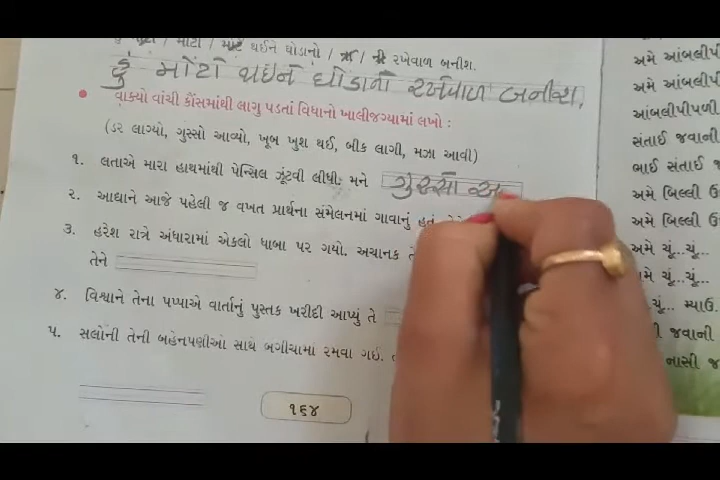 મોટો / મોટી / મોટે થઈને ઘોડાનો / રખેવાળ બનીશ.
હું મોટો થઇને ઘોડાનો રખેવાળ બનીશ.
● વાક્યો વાંચી કૌંસમાંથી લાગુ પડતાં વિધાનો ખાલીજગ્યામાં લખો :
(ડર લાગ્યો, ગુસ્સો આવ્યો, ખૂબ ખુશ થઈ, બીક લાગી, મઝા આવી)
૧. લતાએ મારા હાથમાંથી પેન્સિલ ઝૂંટવી લીધી. મને ગુસ્સો આ
૨. આદ્યાને આજે પહેલી જ વખત પ્રાર્થના સંમેલનમાં ગાવાનું હતું
૩. હરેશ રાત્રે અંધારામાં એકલો ધાબા પર ગયો. અચાનક
તેને
૪. વિશ્વાને તેના પપ્પાએ વાર્તાનું પુસ્તક ખરીદી આપ્યું તે
૫. સલોની તેની બહેનપણીઓ સાથે બગીચામાં રમવા ગઈ.
૧૬૪
અમે આંબલીપી
અમે આંબલીપી
આંબલીપીપળી
સંતાઈ જવાની
ભાઈ સંતાઈ જ
અમે બિલ્લી ઉ
અમે બિલ્લી ઉ
અમે ચૂં...ચૂં...
ચૂં...ચૂં...
ચૂં... મ્યાઉં
જવાની
નાસી જ